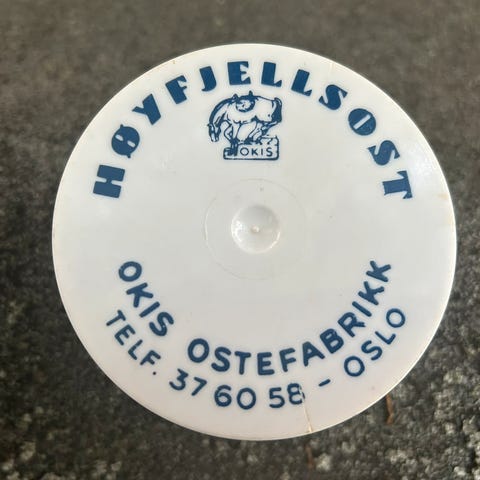 HØYFJELLSOST
OKIS
OKIS OSTEFABRIKK
TELF. 37 60 58 - OSLO